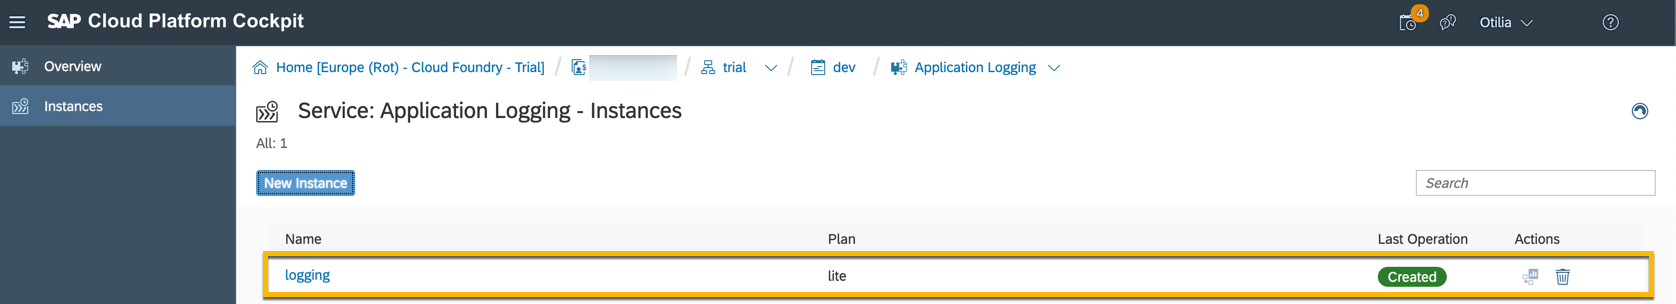 SAP Cloud Platform Cockpit
4
Otilia
Overview
Instances
Home [Europe (Rot) - Cloud Foundry - Trial] / / trial / dev / Application Logging
Service: Application Logging - Instances
All: 1
New Instance
Search
Name Plan Last Operation Actions
logging lite Created